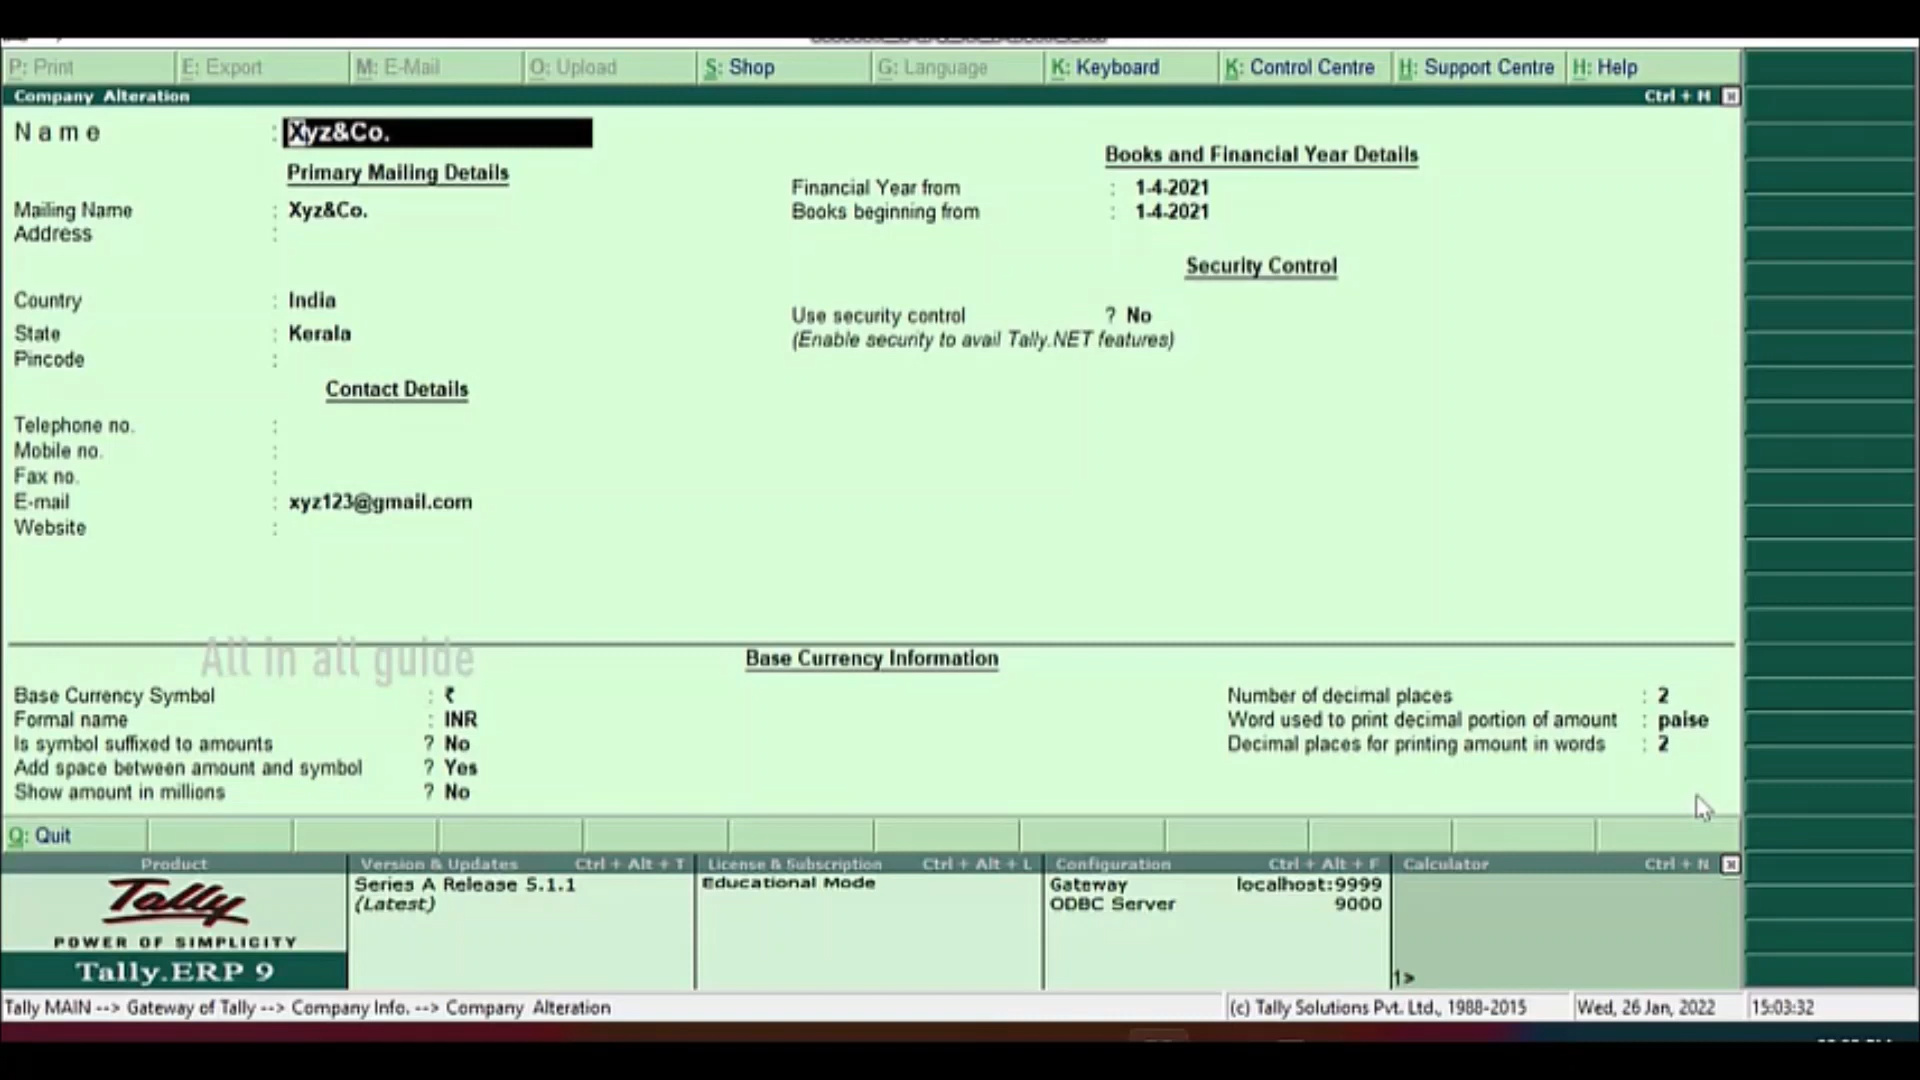 P: Print E: Export M: E-Mail O: Upload S: Shop G: Language K: Keyboard K: Control Centre H: Support Centre H: Help
Company Alteration Ctrl + M
Name : Xyz&Co.
Primary Mailing Details
Mailing Name : Xyz&Co.
Address :
Country : India
State : Kerala
Pincode :
Contact Details
Telephone no. :
Mobile no. :
Fax no. :
E-mail : xyz123@gmail.com
Website :
Books and Financial Year Details
Financial Year from : 1-4-2021
Books beginning from : 1-4-2021
Security Control
Use security control ? No
(Enable security to avail Tally.NET features)
All in all guide
Base Currency Information
Base Currency Symbol : ₹
Formal name : INR
Is symbol suffixed to amounts ? No
Add space between amount and symbol ? Yes
Show amount in millions ? No
Number of decimal places : 2
Word used to print decimal portion of amount : paise
Decimal places for printing amount in words : 2
Q: Quit
Product
Tally
POWER OF SIMPLICITY
Tally.ERP 9
Version & Updates Ctrl + Alt + T
Series A Release 5.1.1
(Latest)
License & Subscription Ctrl + Alt + L
Educational Mode
Configuration Ctrl + Alt + F
Gateway localhost:9999
ODBC Server 9000
Calculator Ctrl + N
1>
Tally MAIN --> Gateway of Tally --> Company Info. --> Company Alteration (c) Tally Solutions Pvt. Ltd., 1988-2015 Wed, 26 Jan, 2022 15:03:32